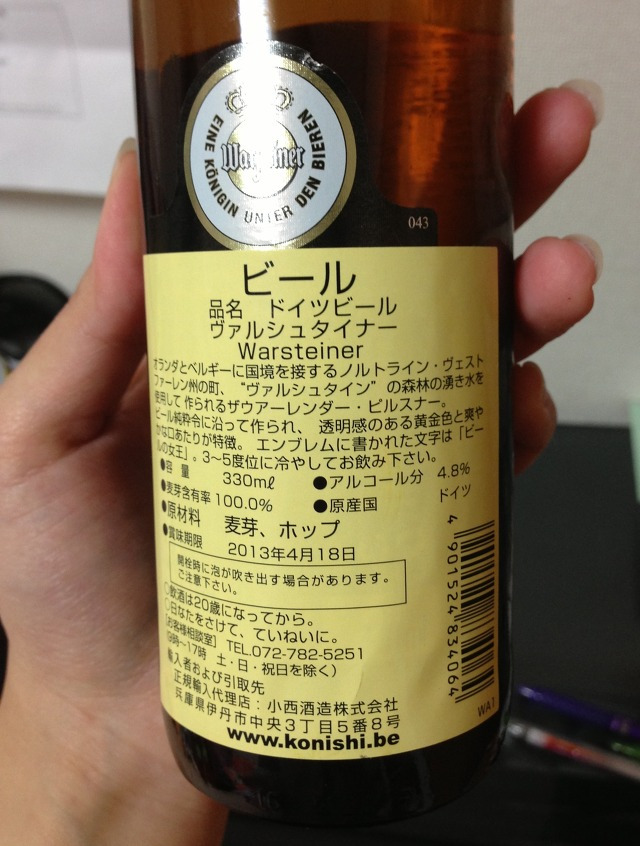 EINE KÖNIGIN UNTER DEN BIEREN
Warsteiner
043
ビール
品名 ドイツビール
ヴァルシュタイナー
Warsteiner
オランダとベルギーに国境を接するノルトライン・ヴェスト
ファーレン州の町、“ヴァルシュタイン”の森林の湧き水を
使用して 作られるザウアーレンダー・ピルスナー。
ビール純粋令に沿って作られ、透明感のある黄金色と爽や
かな口あたりが特徴。エンブレムに書かれた文字は「ビー
ルの女王」。3〜5度位に冷やしてお飲み下さい。
●容 量 330mℓ ●アルコール分 4.8%
●麦芽含有率 100.0% ●原産国 ドイツ
●原材料 麦芽、ホップ
●賞味期限 2013年4月18日
開栓時に泡が吹き出す場合があります。
ご注意下さい。
○飲酒は20歳になってから。
○日なたをさけて、ていねいに。
[お客様相談室] TEL.072-782-5251
(9時〜17時 土・日・祝日を除く)
輸入者および引取先
正規輸入代理店：小西酒造株式会社
兵庫県伊丹市中央3丁目5番8号
www.konishi.be
4 901524 834064
WA1